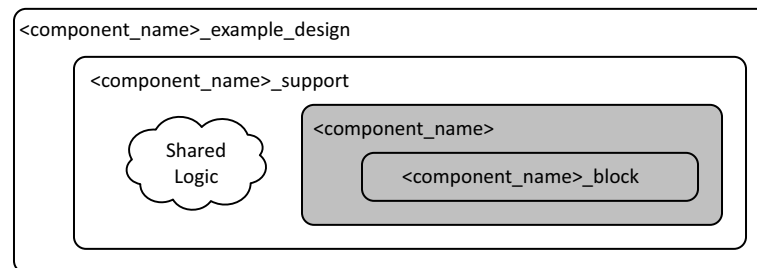 <component_name>_example_design
<component_name>_support
<component_name>
Shared
Logic
<component_name>_block